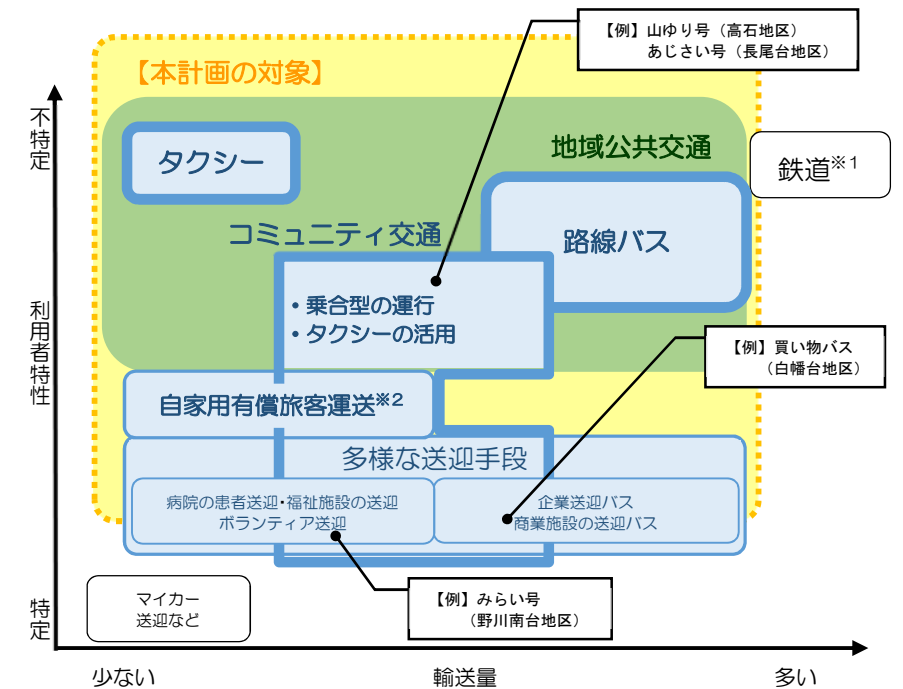 【例】山ゆり号（高石地区）
あじさい号（長尾台地区）
【本計画の対象】
不特定
タクシー
地域公共交通
鉄道※1
コミュニティ交通
路線バス
・乗合型の運行
・タクシーの活用
利用者特性
【例】買い物バス
（白幡台地区）
自家用有償旅客運送※2
多様な送迎手段
病院の患者送迎・福祉施設の送迎
ボランティア送迎
企業送迎バス
商業施設の送迎バス
特定
マイカー
送迎など
【例】みらい号
（野川南台地区）
少ない
輸送量
多い